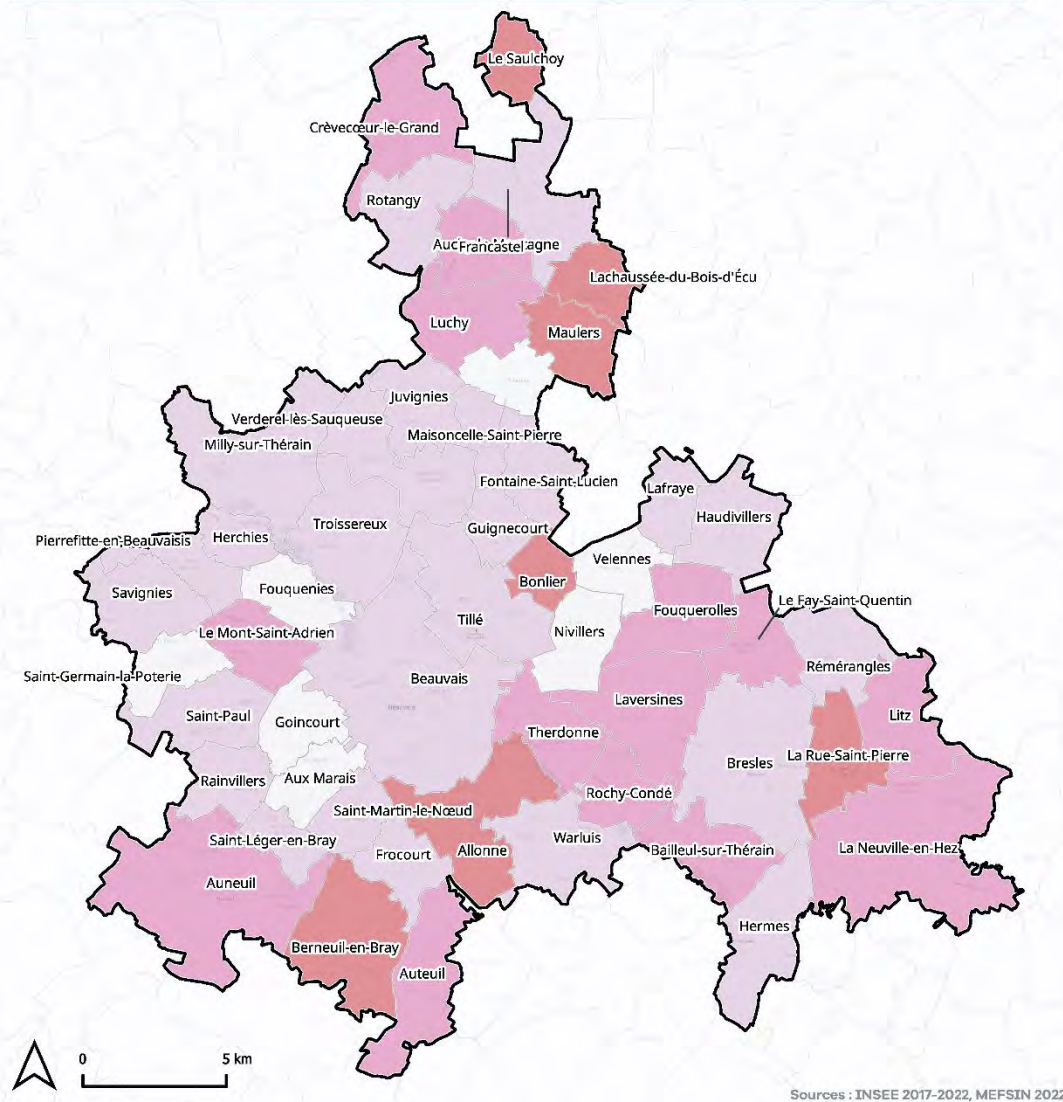 Le Saulchoy
Crèvecœur-le-Grand
Rotangy
Francastel
Lachaussée-du-Bois-d'Écu
Luchy
Maulers
Juvignies
Verderel-lès-Sauqueuse
Maisoncelle-Saint-Pierre
Milly-sur-Thérain
Fontaine-Saint-Lucien
Lafraye
Haudivillers
Troissereux
Guignecourt
Pierrefitte-en-Beauvaisis
Herchies
Velennes
Bonlier
Savignies
Fouquenies
Le Fay-Saint-Quentin
Fouquerolles
Tillé
Nivillers
Le Mont-Saint-Adrien
Rémérangles
Saint-Germain-la-Poterie
Beauvais
Laversines
Litz
Saint-Paul
Goincourt
Therdonne
La Rue-Saint-Pierre
Bresles
Rainvillers
Aux Marais
Rochy-Condé
Saint-Martin-le-Nœud
Saint-Léger-en-Bray
Warluis
La Neuville-en-Hez
Frocourt
Allonne
Bailleul-sur-Thérain
Auneuil
Hermes
Berneuil-en-Bray
Auteuil
0
5 km
Sources : INSEE 2017-2022, MEFSIN 2022